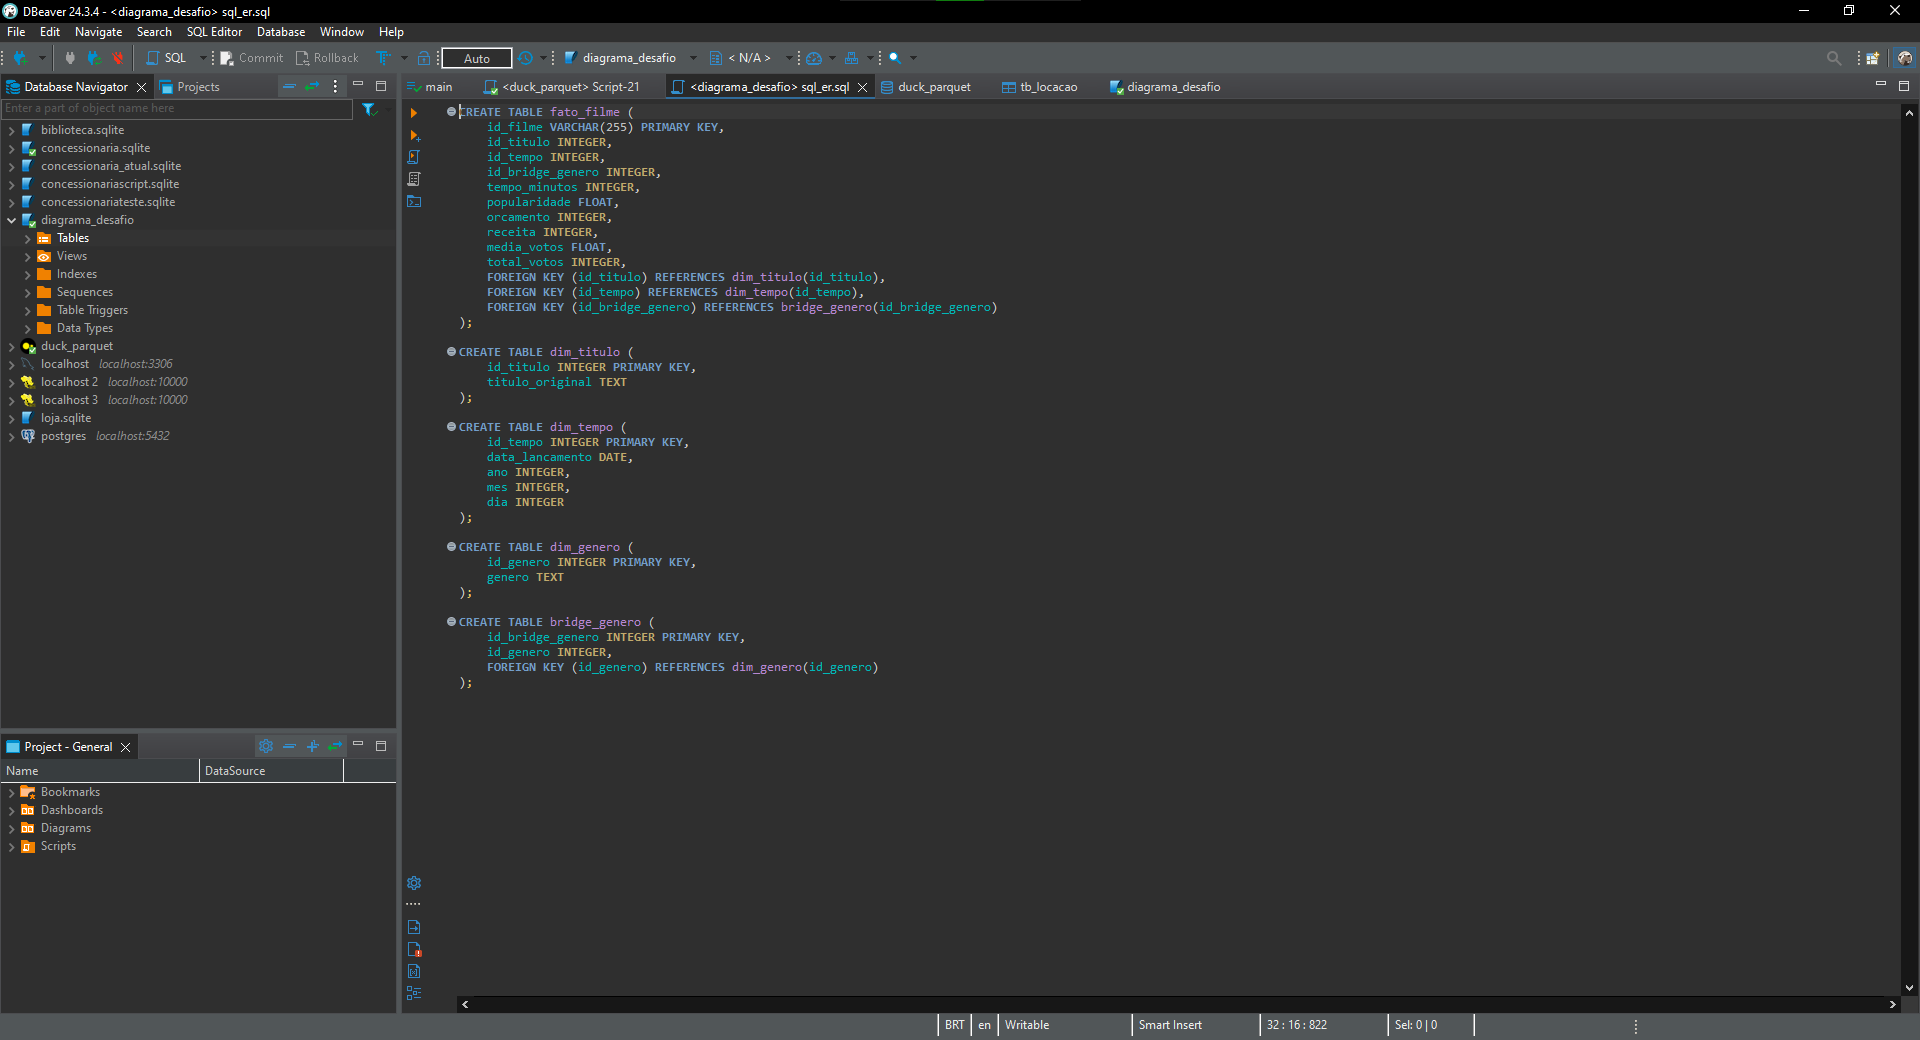 DBeaver 24.3.4 - <diagrama_desafio> sql_er.sql
File Edit Navigate Search SQL Editor Database Window Help
SQL Commit Rollback Auto diagrama_desafio < N/A >
Database Navigator Projects
Enter a part of object name here
biblioteca.sqlite
concessionaria.sqlite
concessionaria_atual.sqlite
concessionariascript.sqlite
concessionariateste.sqlite
diagrama_desafio
Tables
Views
Indexes
Sequences
Table Triggers
Data Types
duck_parquet
localhost localhost:3306
localhost 2 localhost:10000
localhost 3 localhost:10000
loja.sqlite
postgres localhost:5432
Project - General
Name DataSource
Bookmarks
Dashboards
Diagrams
Scripts
main <duck_parquet> Script-21 <diagrama_desafio> sql_er.sql duck_parquet tb_locacao diagrama_desafio
CREATE TABLE fato_filme (
id_filme VARCHAR(255) PRIMARY KEY,
id_titulo INTEGER,
id_tempo INTEGER,
id_bridge_genero INTEGER,
tempo_minutos INTEGER,
popularidade FLOAT,
orcamento INTEGER,
receita INTEGER,
media_votos FLOAT,
total_votos INTEGER,
FOREIGN KEY (id_titulo) REFERENCES dim_titulo(id_titulo),
FOREIGN KEY (id_tempo) REFERENCES dim_tempo(id_tempo),
FOREIGN KEY (id_bridge_genero) REFERENCES bridge_genero(id_bridge_genero)
);
CREATE TABLE dim_titulo (
id_titulo INTEGER PRIMARY KEY,
titulo_original TEXT
);
CREATE TABLE dim_tempo (
id_tempo INTEGER PRIMARY KEY,
data_lancamento DATE,
ano INTEGER,
mes INTEGER,
dia INTEGER
);
CREATE TABLE dim_genero (
id_genero INTEGER PRIMARY KEY,
genero TEXT
);
CREATE TABLE bridge_genero (
id_bridge_genero INTEGER PRIMARY KEY,
id_genero INTEGER,
FOREIGN KEY (id_genero) REFERENCES dim_genero(id_genero)
);
BRT en Writable Smart Insert 32 : 16 : 822 Sel: 0 | 0